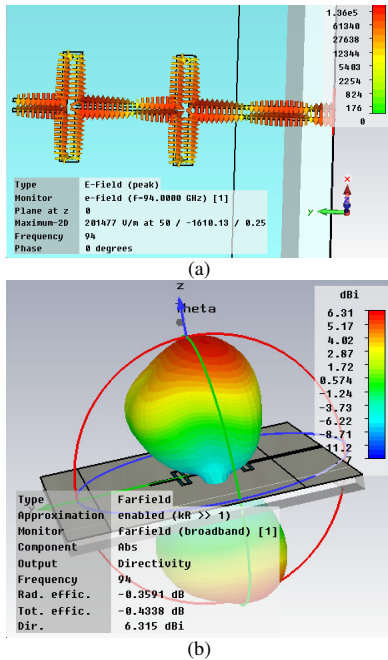 1.36e5
61340
27638
12344
5403
2254
824
176
0
x
y
z
Type E-Field (peak)
Monitor e-field (f=94.0000 GHz) [1]
Plane at z 0
Maximum-2D 201477 V/m at 50 / -1610.13 / 0.25
Frequency 94
Phase 0 degrees
(a)
z
Theta
dBi
6.31
5.17
4.02
2.87
1.72
0.574
-1.24
-3.73
-6.22
-8.71
Type Farfield
Approximation enabled (kR >> 1)
Monitor farfield (broadband) [1]
Component Abs
Output Directivity
Frequency 94
Rad. effic. -0.3591 dB
Tot. effic. -0.4338 dB
Dir. 6.315 dBi
(b)